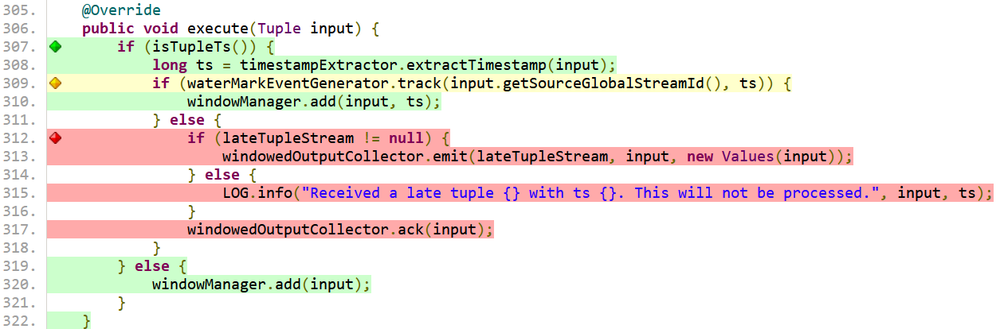 305. @Override
306. public void execute(Tuple input) {
307. if (isTupleTs()) {
308. long ts = timestampExtractor.extractTimestamp(input);
309. if (waterMarkEventGenerator.track(input.getSourceGlobalStreamId(), ts)) {
310. windowManager.add(input, ts);
311. } else {
312. if (lateTupleStream != null) {
313. windowedOutputCollector.emit(lateTupleStream, input, new Values(input));
314. } else {
315. LOG.info("Received a late tuple {} with ts {}. This will not be processed.", input, ts);
316. }
317. windowedOutputCollector.ack(input);
318. }
319. } else {
320. windowManager.add(input);
321. }
322. }